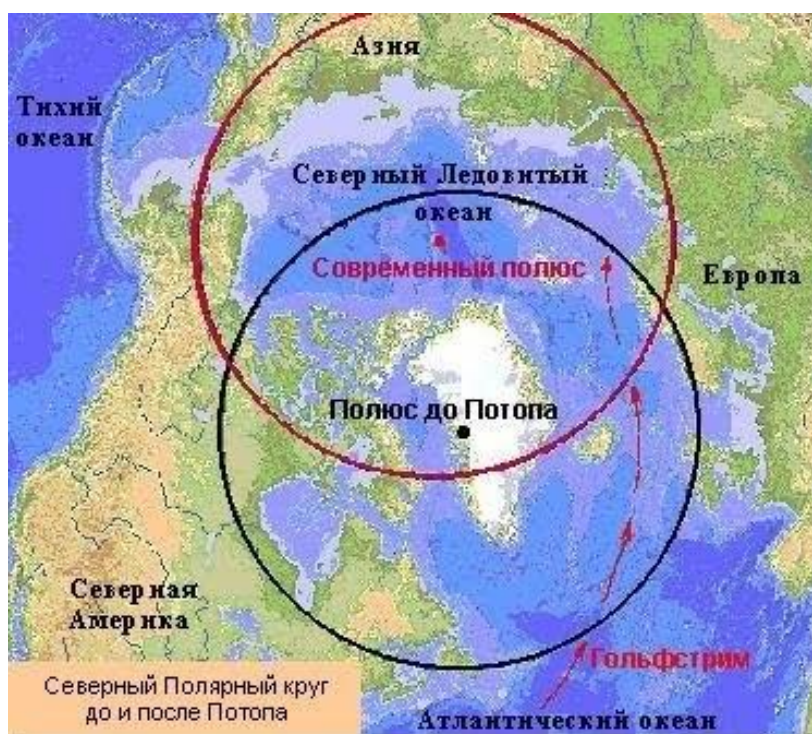 Азия
Тихий
океан
Северный Ледовитый
океан
Современный полюс
Европа
Полюс до Потопа
Северная
Америка
Гольфстрим
Северный Полярный круг
до и после Потопа
Атлантический океан